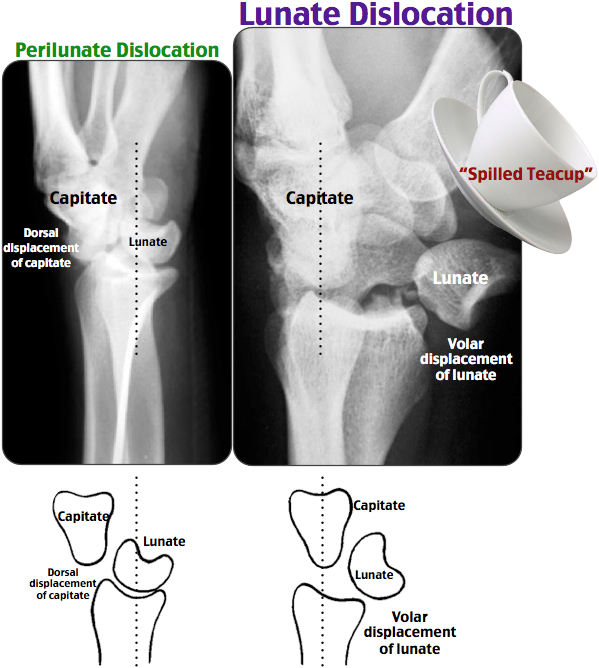 Lunate Dislocation
Perilunate Dislocation
Capitate
Dorsal
displacement
of capitate
Lunate
Capitate
"Spilled Teacup"
Lunate
Volar
displacement
of lunate
Capitate
Lunate
Dorsal
displacement
of capitate
Capitate
Lunate
Volar
displacement
of lunate